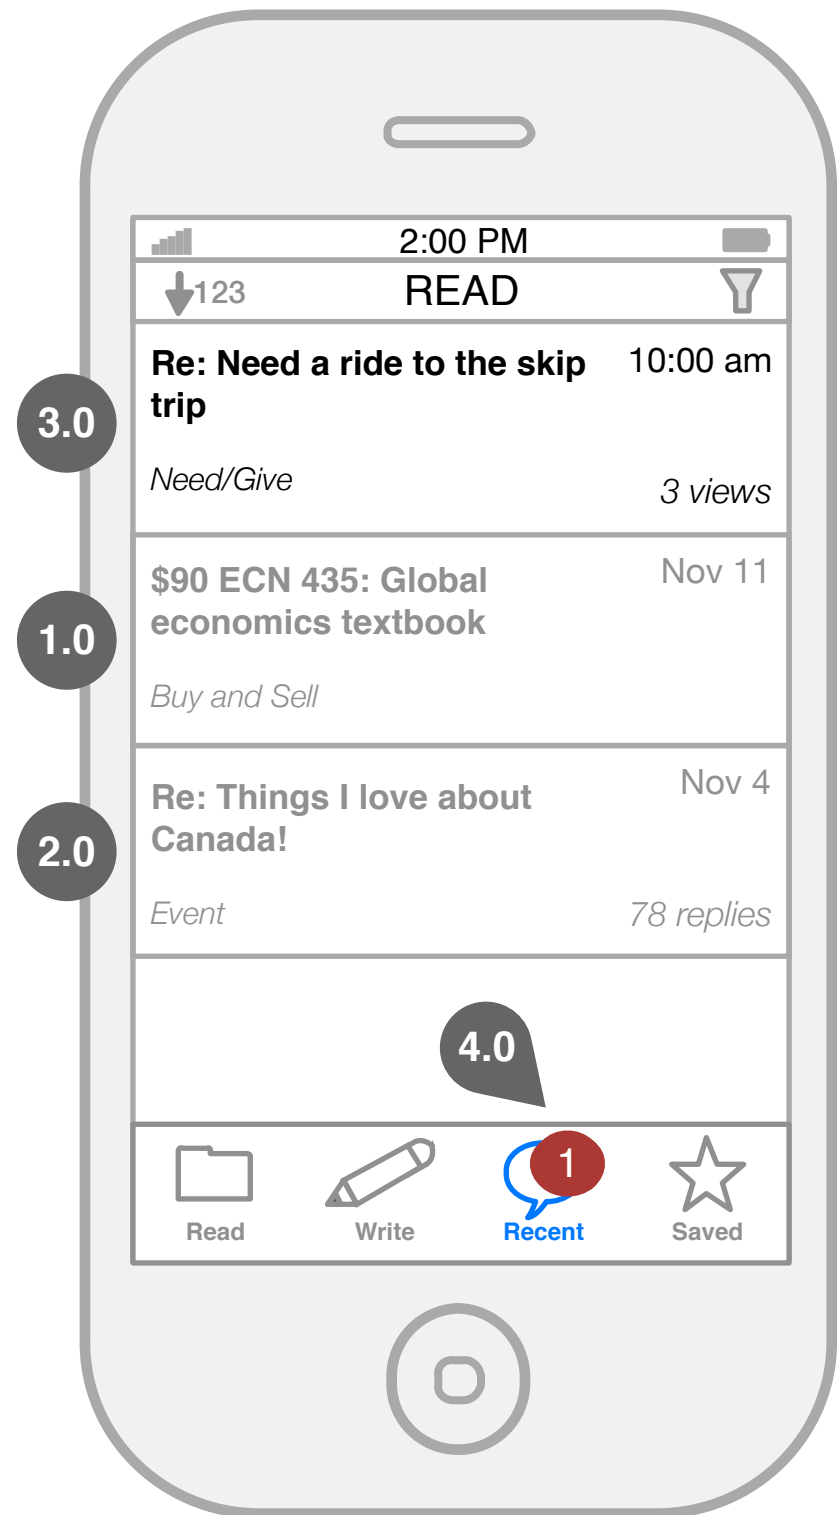 2:00 PM
123 READ
Re: Need a ride to the skip 10:00 am
trip
3.0
Need/Give 3 views
$90 ECN 435: Global Nov 11
economics textbook
1.0
Buy and Sell
Re: Things I love about Nov 4
Canada!
2.0
Event 78 replies
4.0
1
Read Write Recent Saved